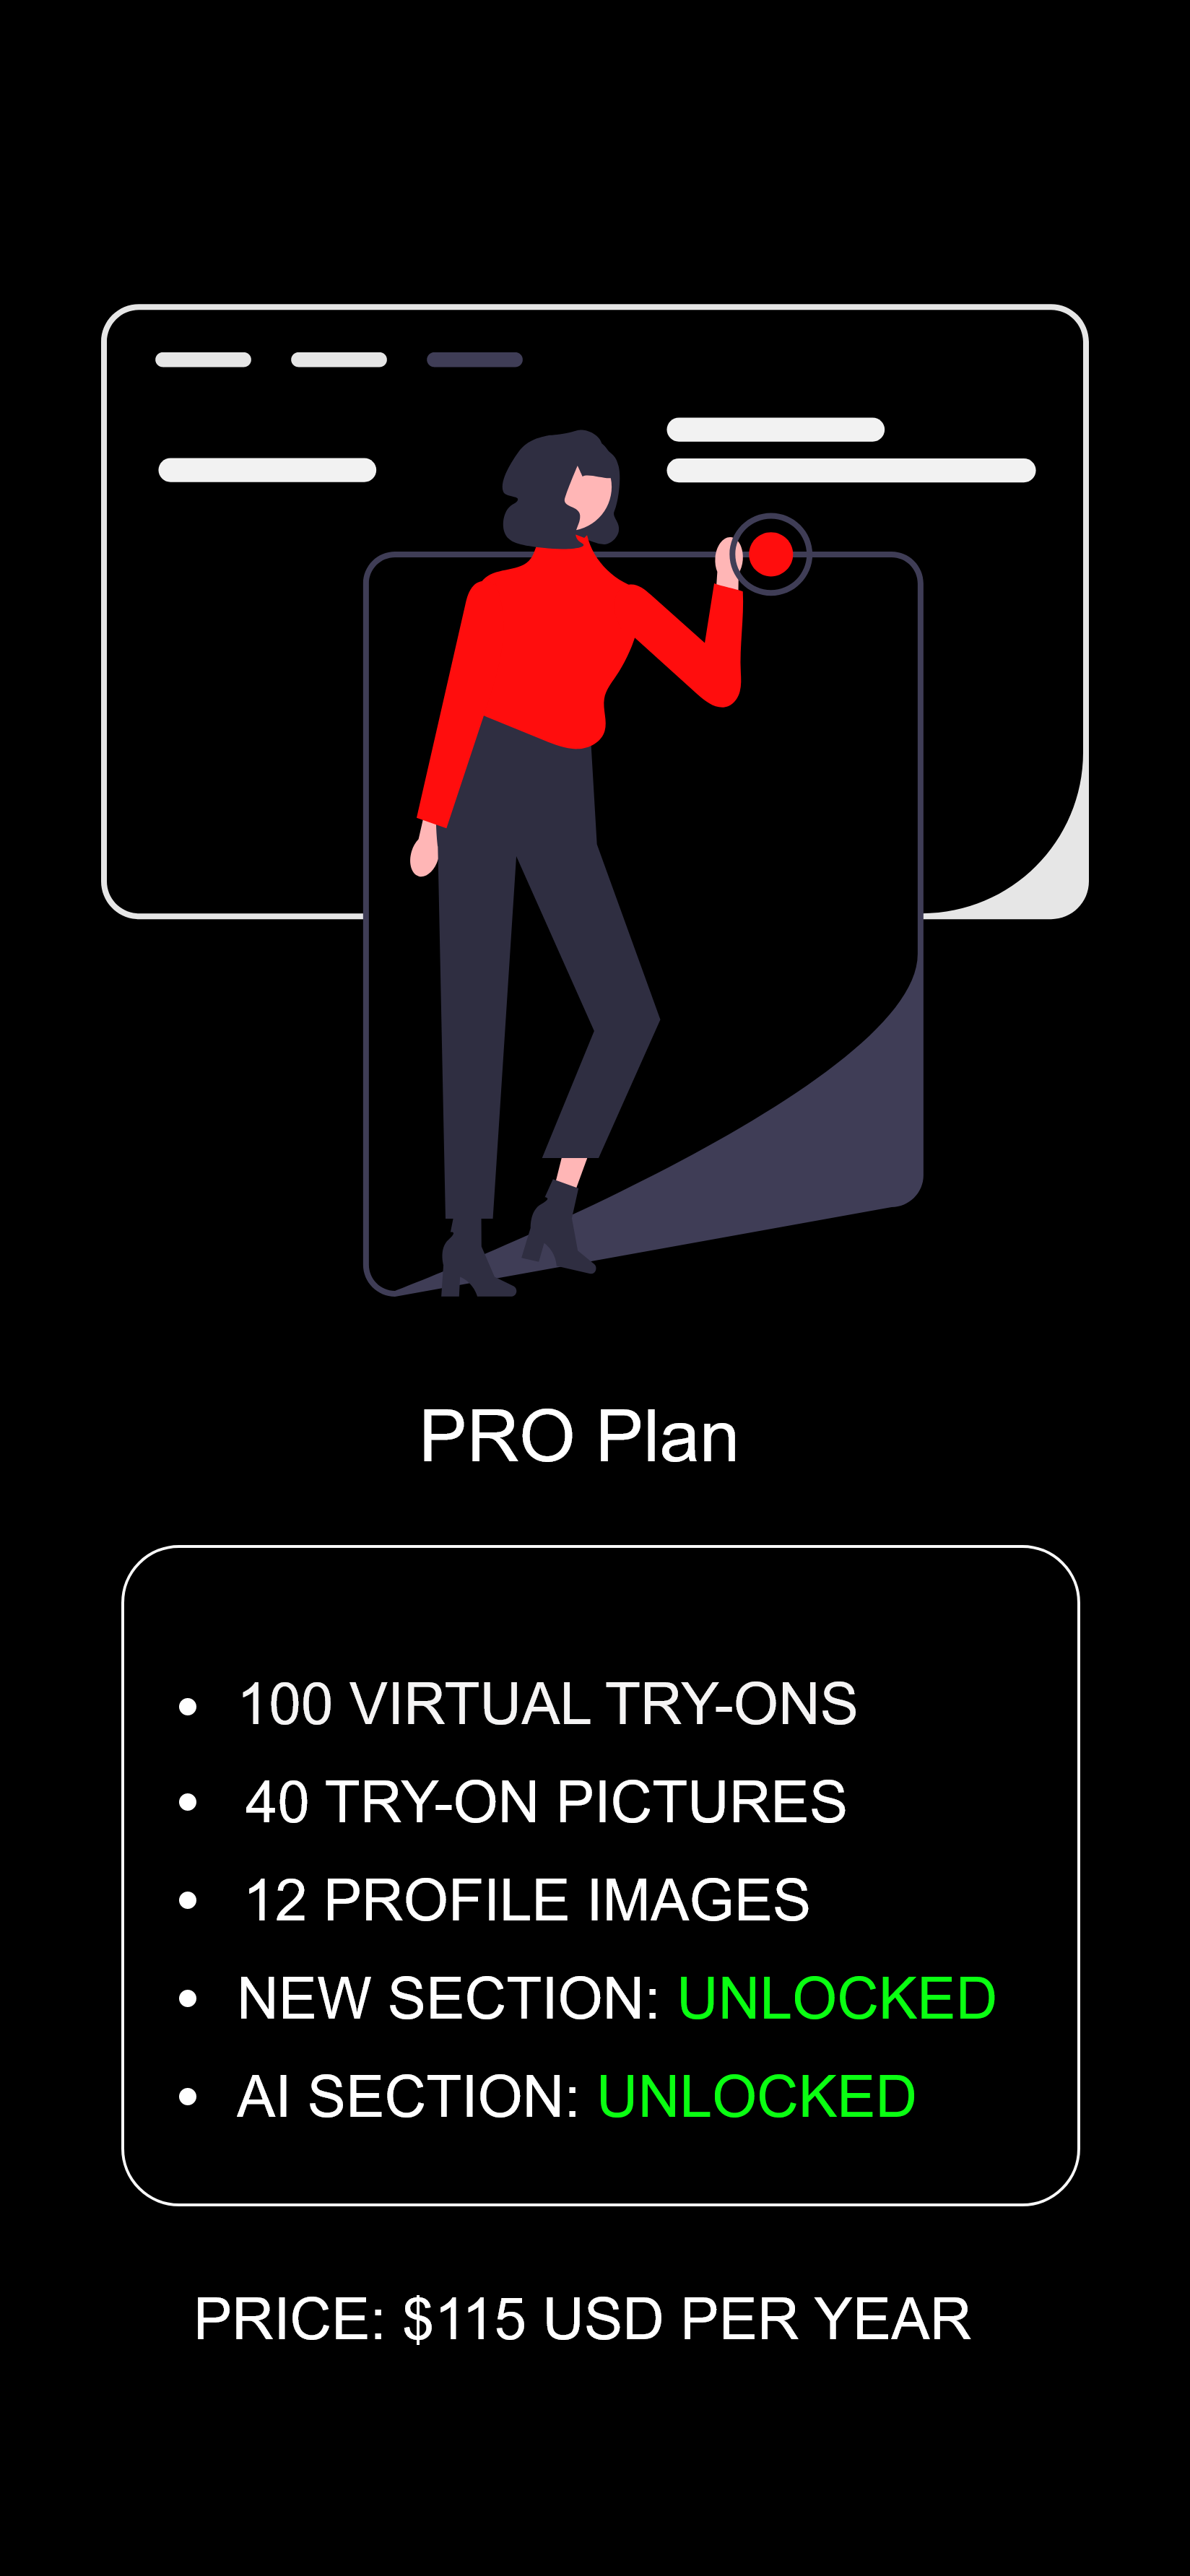 PRO Plan
• 100 VIRTUAL TRY-ONS
• 40 TRY-ON PICTURES
• 12 PROFILE IMAGES
• NEW SECTION: UNLOCKED
• AI SECTION: UNLOCKED
PRICE: $115 USD PER YEAR